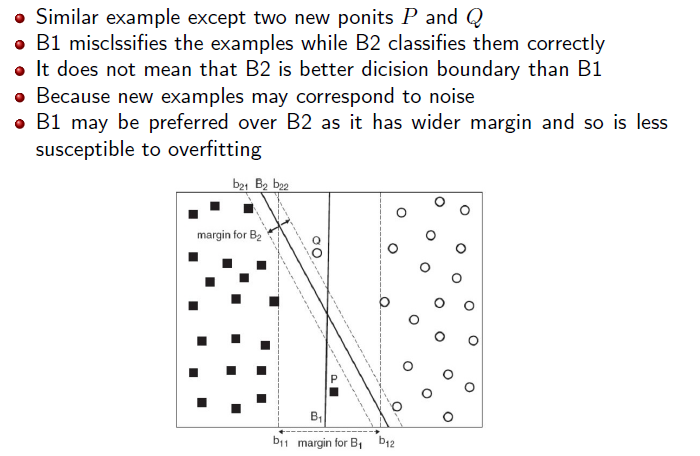 Similar example except two new ponits P and Q
B1 misclssifies the examples while B2 classifies them correctly
It does not mean that B2 is better dicision boundary than B1
Because new examples may correspond to noise
B1 may be preferred over B2 as it has wider margin and so is less
susceptible to overfitting
b21 B2 b22
margin for B2
Q
P
B1
b11 margin for B1 b12